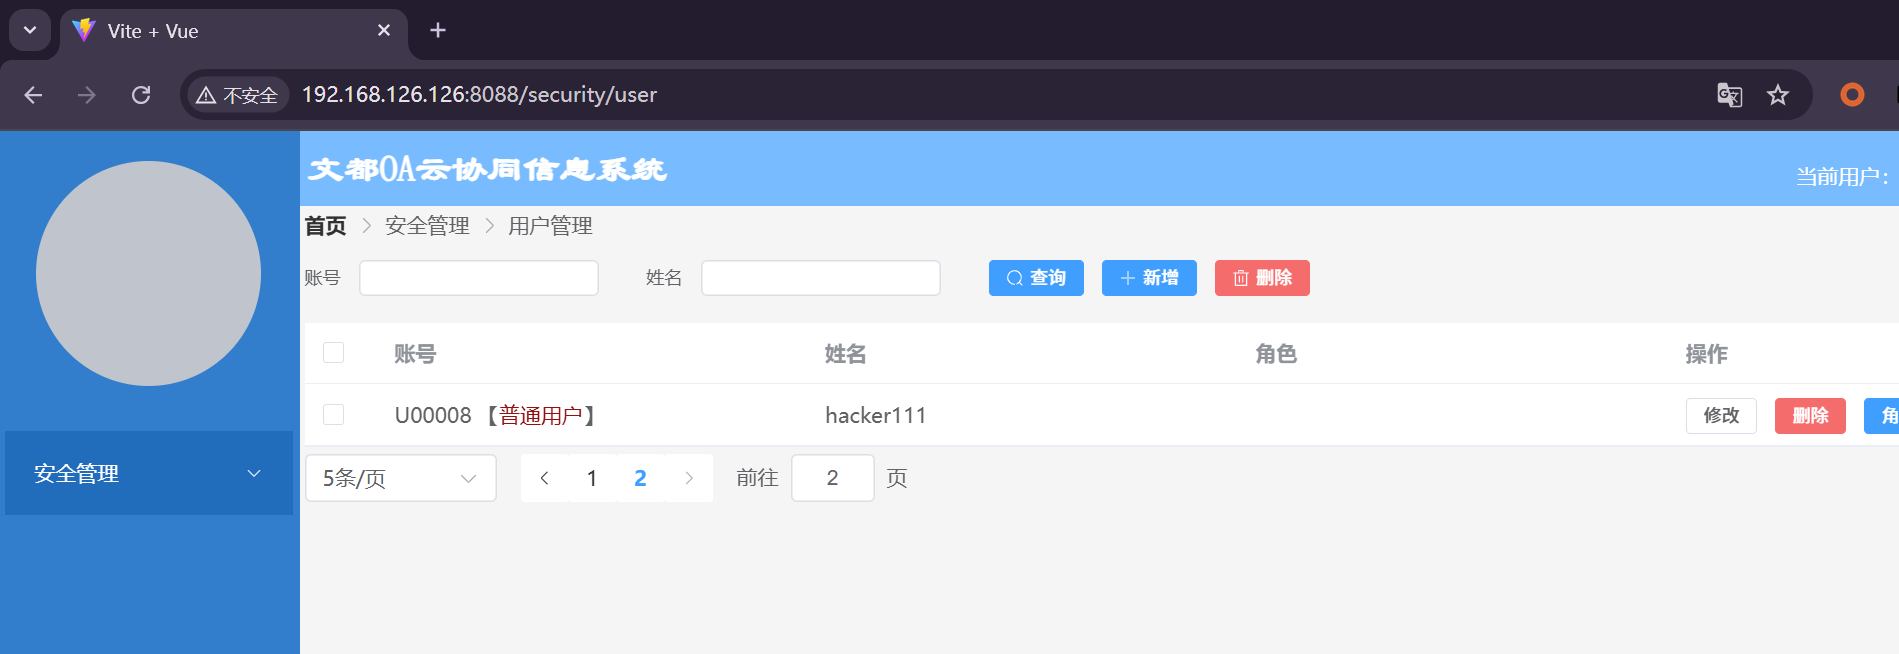 Vite + Vue
不安全 192.168.126.126:8088/security/user
文都OA云协同信息系统
当前用户：
首页 安全管理 用户管理
账号 姓名 查询 新增 删除
账号 姓名 角色 操作
U00008 【普通用户】 hacker111 修改 删除 角
安全管理
5条/页 1 2 前往 2 页